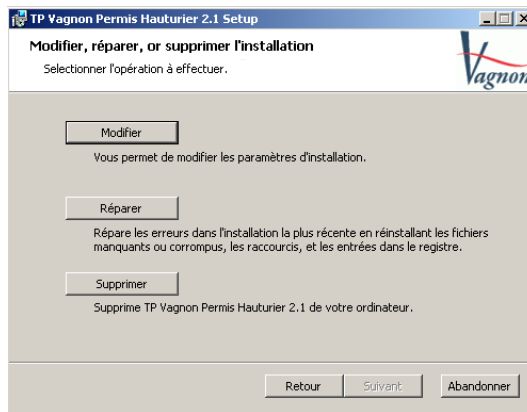 TP Vagnon Permis Hauturier 2.1 Setup
Modifier, réparer, or supprimer l'installation
Selectionner l'opération à effectuer.
Vagnon
Modifier
Vous permet de modifier les paramètres d'installation.
Réparer
Répare les erreurs dans l'installation la plus récente en réinstallant les fichiers
manquants ou corrompus, les raccourcis, et les entrées dans le registre.
Supprimer
Supprime TP Vagnon Permis Hauturier 2.1 de votre ordinateur.
Retour
Suivant
Abandonner